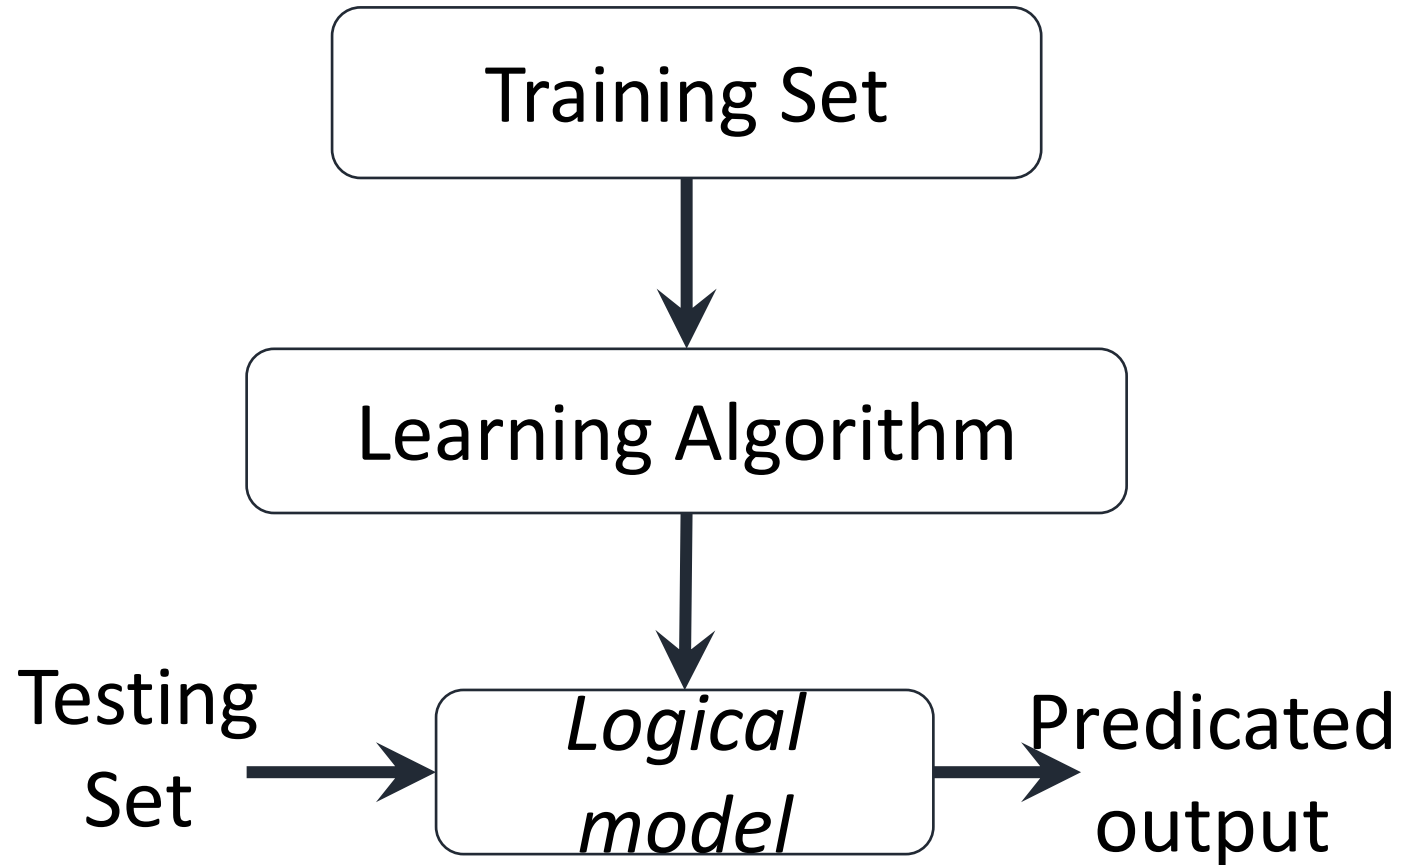 Training Set
Learning Algorithm
Testing
Set
Logical
model
Predicated
output